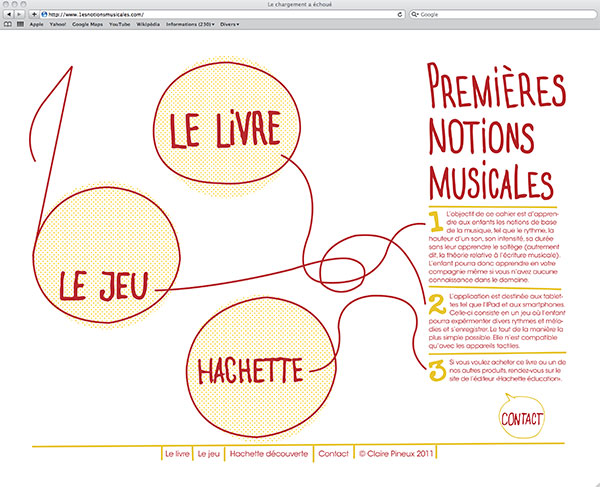 Le chargement a échoué
http://www.1esnotionsmusicales.com/
Google
Apple Yahoo! Google Maps YouTube Wikipédia Informations (230) Divers
LE LiVRE
LE JEU
HACHETTE
PREMIÈRES
NOTiONS
MUSiCALES
1 L'objectif de ce cahier est d'appren-
dre aux enfants les notions de base
de la musique, tel que le rythme, la
hauteur d'un son, son intensité, sa durée
sans leur apprendre le solfège (autrement
dit, la théorie relative à l'écriture musicale).
L'enfant pourra donc apprendre en votre
compagnie même si vous n'avez aucune
connaissance dans le domaine.
2 L'application est destinée aux tablet-
tes tel que l'iPad et aux smartphones.
Celle-ci consiste en un jeu où l'enfant
pourra expérmenter divers rythmes et mélo-
dies et s'enregistrer. Le tout de la manière la
plus simple possible. Elle n'est compatible
qu'avec les appareils tactiles.
3 Si vous voulez acheter ce livre ou un de
nos autres produits, rendez-vous sur le
site de l'éditeur «Hachette éducation».
CONTACT
Le livre Le jeu Hachette découverte Contact © Claire Pineux 2011